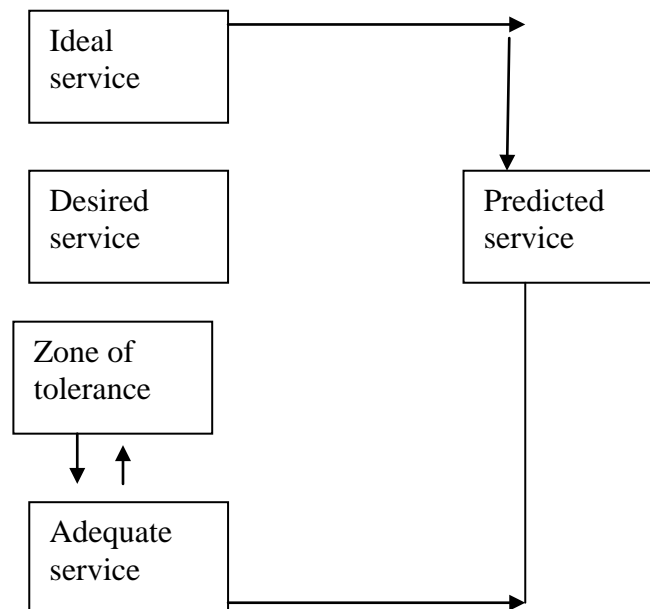 Ideal
service
Desired
service
Predicted
service
Zone of
tolerance
Adequate
service